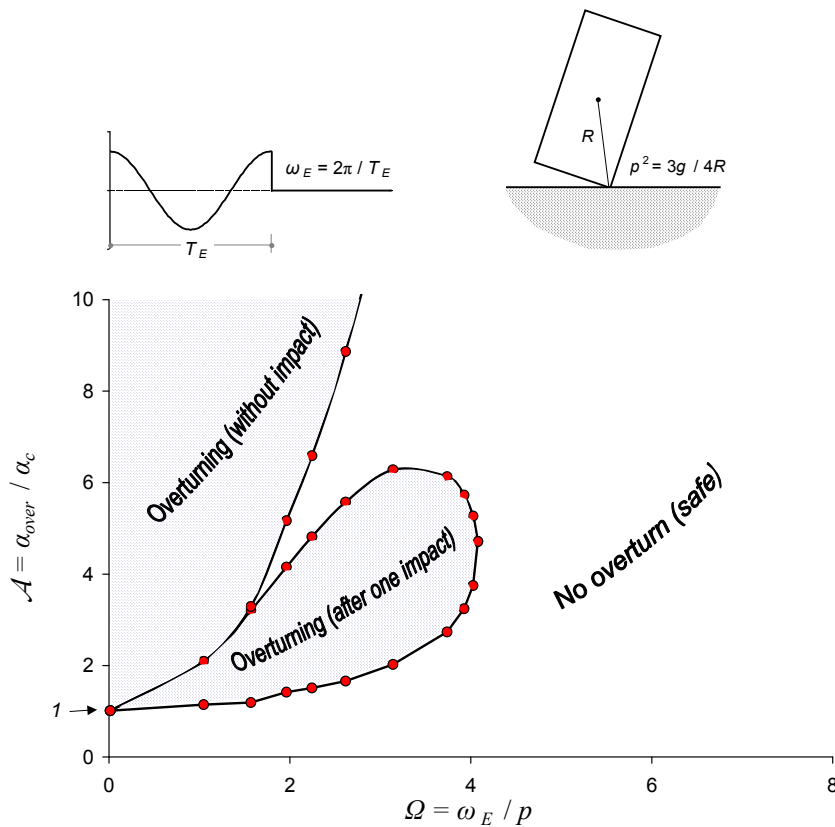 ω_E = 2π / T_E
T_E
R
p² = 3g / 4R
10
8
6
4
2
1
0
0
2
4
6
8
𝒜 = α_over / α_c
Overturning (without impact)
Overturning (after one impact)
No overturn (safe)
Ω = ω_E / p